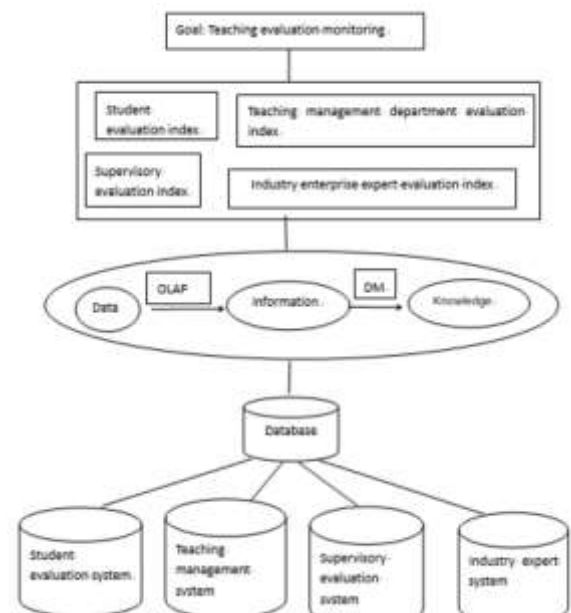 Goal: Teaching evaluation monitoring.
Student
evaluation index.
Teaching management department evaluation
index.
Supervisory
evaluation index.
Industry enterprise expert evaluation index.
OLAP
DM.
Data
Information.
Knowledge.
Database
Student
evaluation system.
Teaching
management
system
Supervisory
evaluation
system
Industry expert
system